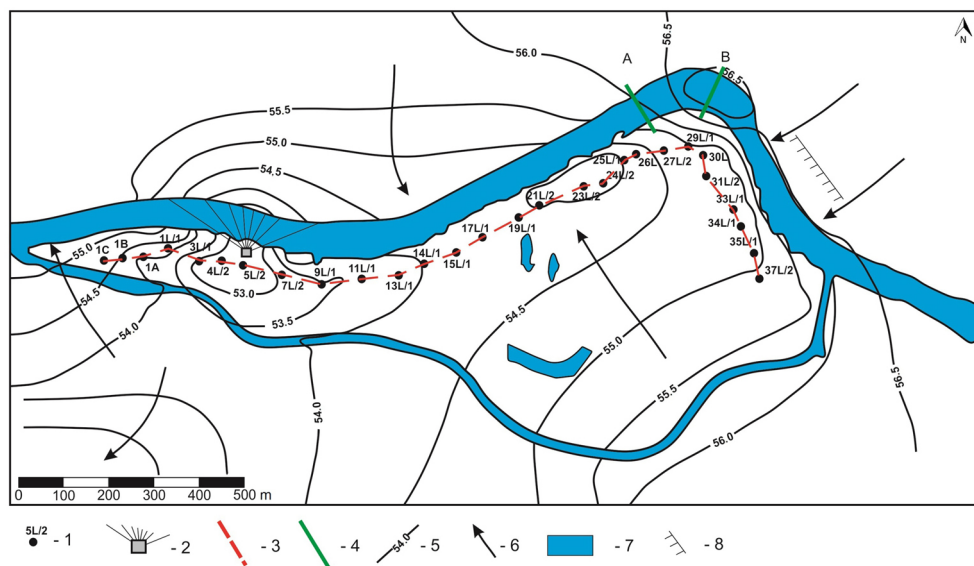 N
56.0
56.5
A
B
56.5
55.5
55.0
54.5
29L/1
30L
25L/1
26L
27L/2
24L/2
31L/2
23L/2
21L/2
33L/1
34L/1
19L/1
17L/1
35L/1
15L/1
14L/1
37L/2
55.0
1C
1B
1L/1
1A
3L/1
4L/2
5L/2
7L/2
9L/1
11L/1
13L/1
53.0
53.5
54.5
54.0
54.5
55.0
55.5
56.0
56.5
54.0
0 100 200 300 400 500 m
5L/2 - 1
- 2
- 3
- 4
54.0 - 5
- 6
- 7
- 8